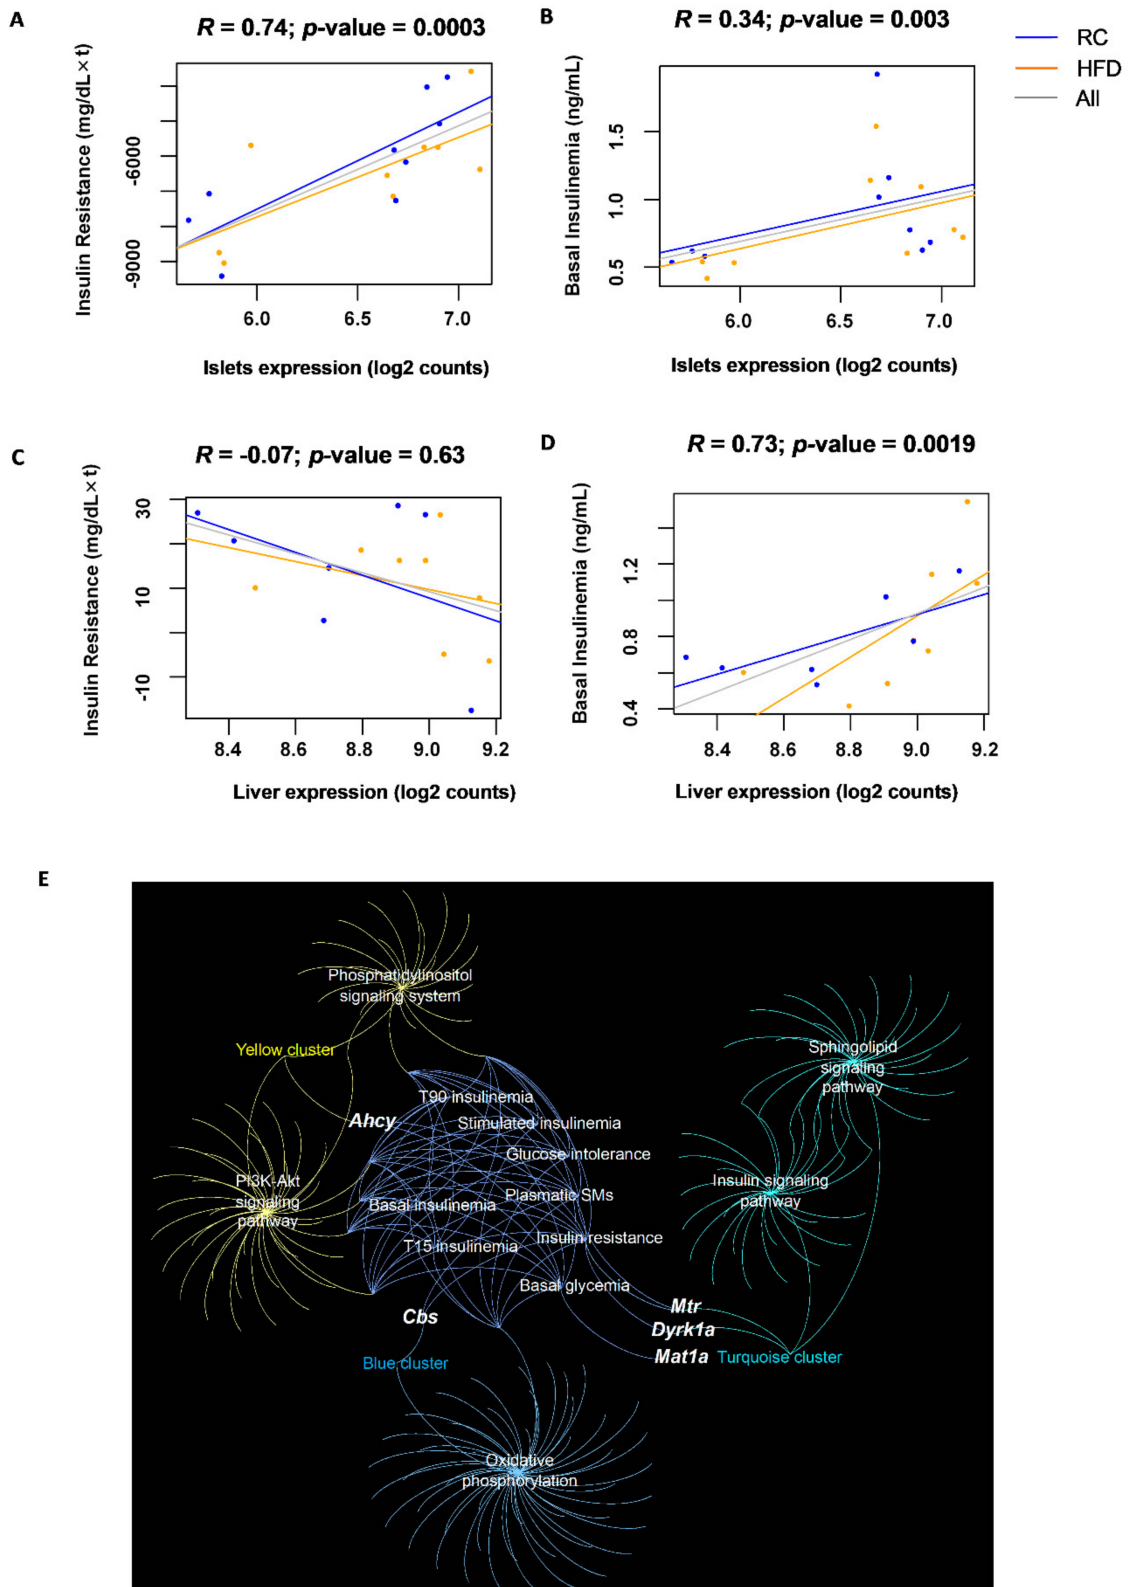 A
R = 0.74; p-value = 0.0003
Insulin Resistance (mg/dL×t)
-6000
-9000
6.0
6.5
7.0
Islets expression (log2 counts)
B
R = 0.34; p-value = 0.003
Basal Insulinemia (ng/mL)
1.5
1.0
0.5
6.0
6.5
7.0
Islets expression (log2 counts)
RC
HFD
All
C
R = -0.07; p-value = 0.63
Insulin Resistance (mg/dL×t)
30
10
-10
8.4
8.6
8.8
9.0
9.2
Liver expression (log2 counts)
D
R = 0.73; p-value = 0.0019
Basal Insulinemia (ng/mL)
1.2
0.8
0.4
8.4
8.6
8.8
9.0
9.2
Liver expression (log2 counts)
E
Phosphatidylinositol
signaling system
Yellow cluster
Sphingolipid
signaling
pathway
T90 insulinemia
Ahcy
Stimulated insulinemia
Glucose intolerance
PI3K-Akt
signaling
pathway
Insulin signaling
pathway
Plasmatic SMs
Basal insulinemia
Insulin resistance
T15 insulinemia
Basal glycemia
Cbs
Mtr
Dyrk1a
Mat1a
Turquoise cluster
Blue cluster
Oxidative
phosphorylation